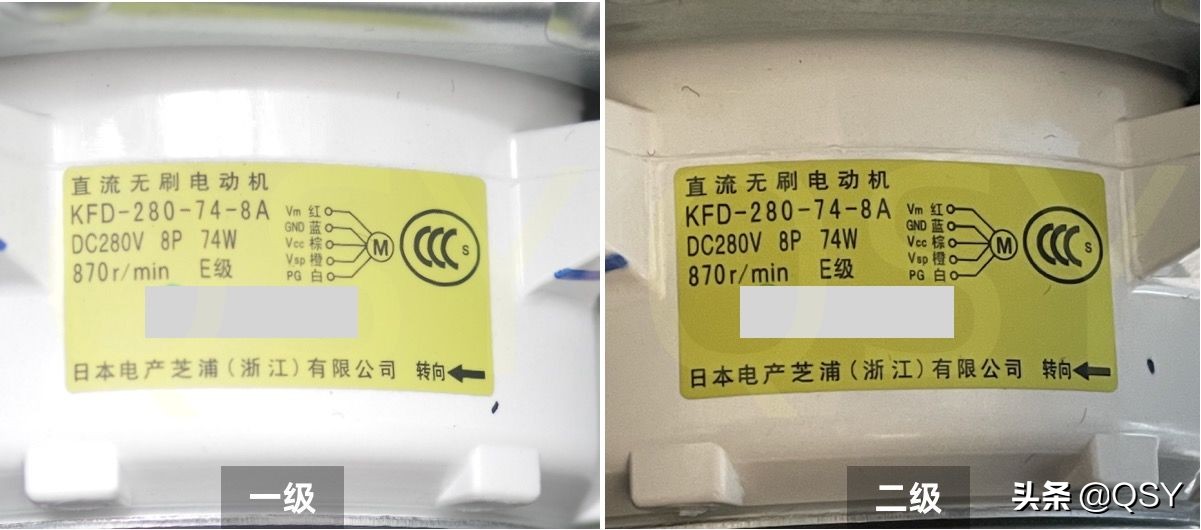 直流无刷电动机
KFD-280-74-8A
DC280V 8P 74W
870r/min E级
Vm 红
GND 蓝
Vcc 棕
Vsp 橙
PG 白
M
CCC S
日本电产芝浦（浙江）有限公司 转向
一级
直流无刷电动机
KFD-280-74-8A
DC280V 8P 74W
870r/min E级
Vm 红
GND 蓝
Vcc 棕
Vsp 橙
PG 白
M
CCC S
日本电产芝浦（浙江）有限公司 转向
二级
头条 @QSY
QSY
QSY